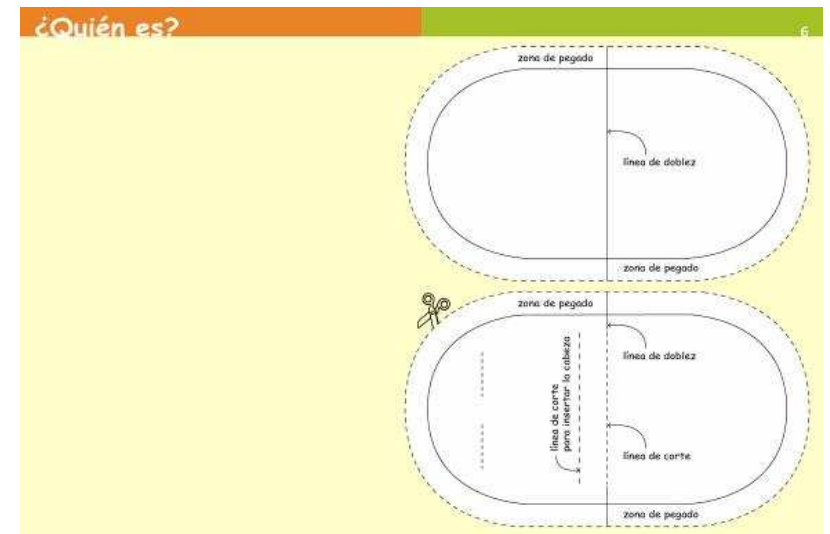 ¿Quién es?
6
zona de pegado
línea de doblez
zona de pegado
zona de pegado
línea de doblez
línea de corte
para insertar la cabeza
línea de corte
zona de pegado